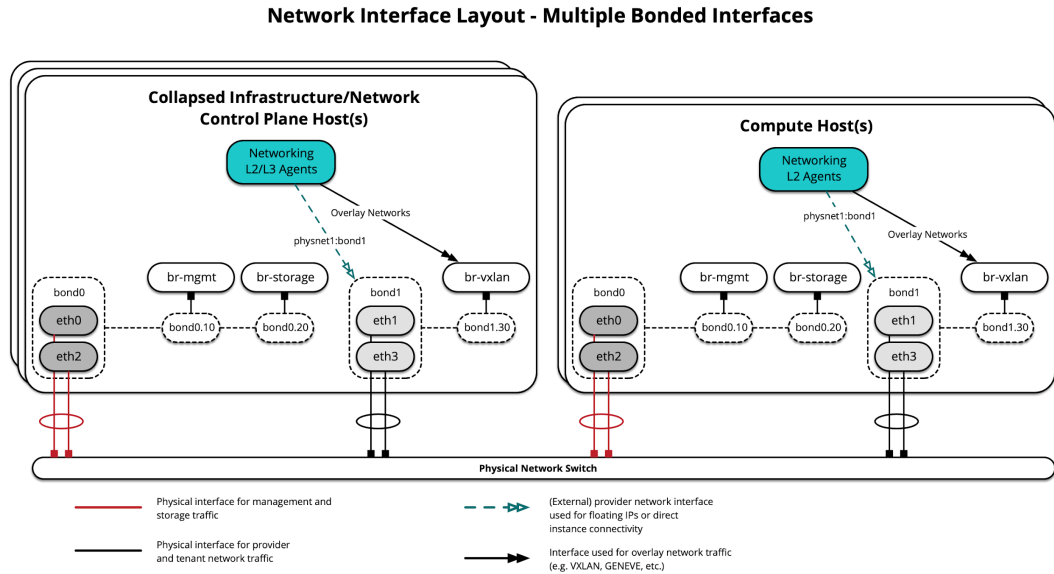 Network Interface Layout - Multiple Bonded Interfaces
Collapsed Infrastructure/Network
Control Plane Host(s)
Networking
L2/L3 Agents
Overlay Networks
physnet1:bond1
br-mgmt
br-storage
br-vxlan
bond0
eth0
eth2
bond0.10
bond0.20
bond1
eth1
eth3
bond1.30
Compute Host(s)
Networking
L2 Agents
physnet1:bond1
Overlay Networks
br-mgmt
br-storage
br-vxlan
bond0
eth0
eth2
bond0.10
bond0.20
bond1
eth1
eth3
bond1.30
Physical Network Switch
Physical interface for management and
storage traffic
Physical interface for provider
and tenant network traffic
(External) provider network interface
used for floating IPs or direct
instance connectivity
Interface used for overlay network traffic
(e.g. VXLAN, GENEVE, etc.)